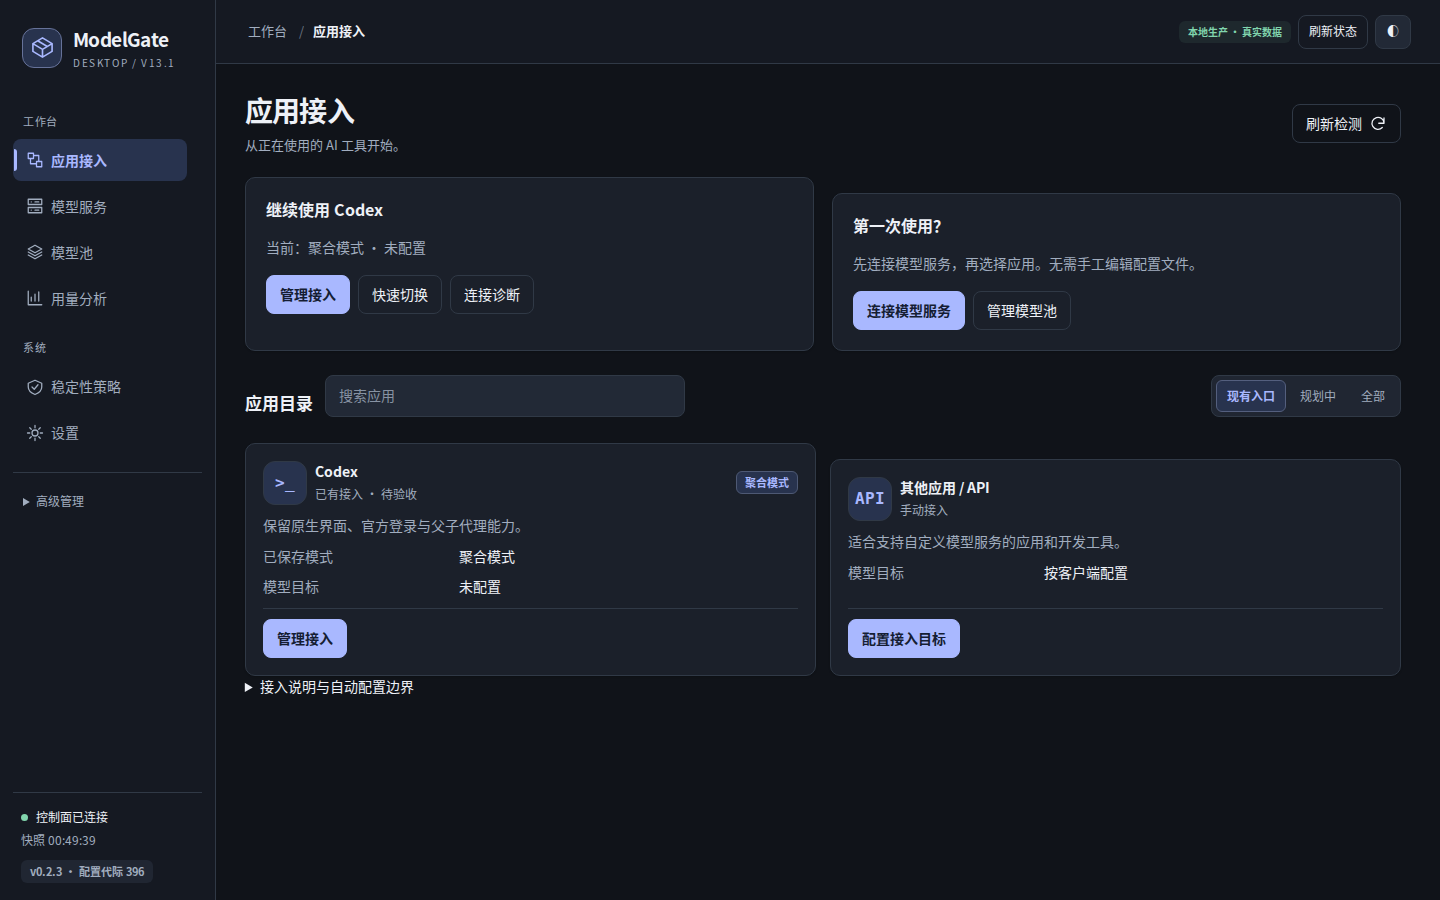 ModelGate
DESKTOP / V13.1
工作台
应用接入
模型服务
模型池
用量分析
系统
稳定性策略
设置
高级管理
控制面已连接
快照 00:49:39
v0.2.3 · 配置代际 396
工作台 / 应用接入
本地生产 · 真实数据
刷新状态
应用接入
从正在使用的 AI 工具开始。
刷新检测
继续使用 Codex
当前：聚合模式 · 未配置
管理接入 快速切换 连接诊断
第一次使用？
先连接模型服务，再选择应用。无需手工编辑配置文件。
连接模型服务 管理模型池
应用目录 搜索应用
现有入口 规划中 全部
>_
Codex
已有接入 · 待验收
聚合模式
保留原生界面、官方登录与父子代理能力。
已保存模式 聚合模式
模型目标 未配置
管理接入
API
其他应用 / API
手动接入
适合支持自定义模型服务的应用和开发工具。
模型目标 按客户端配置
配置接入目标
接入说明与自动配置边界